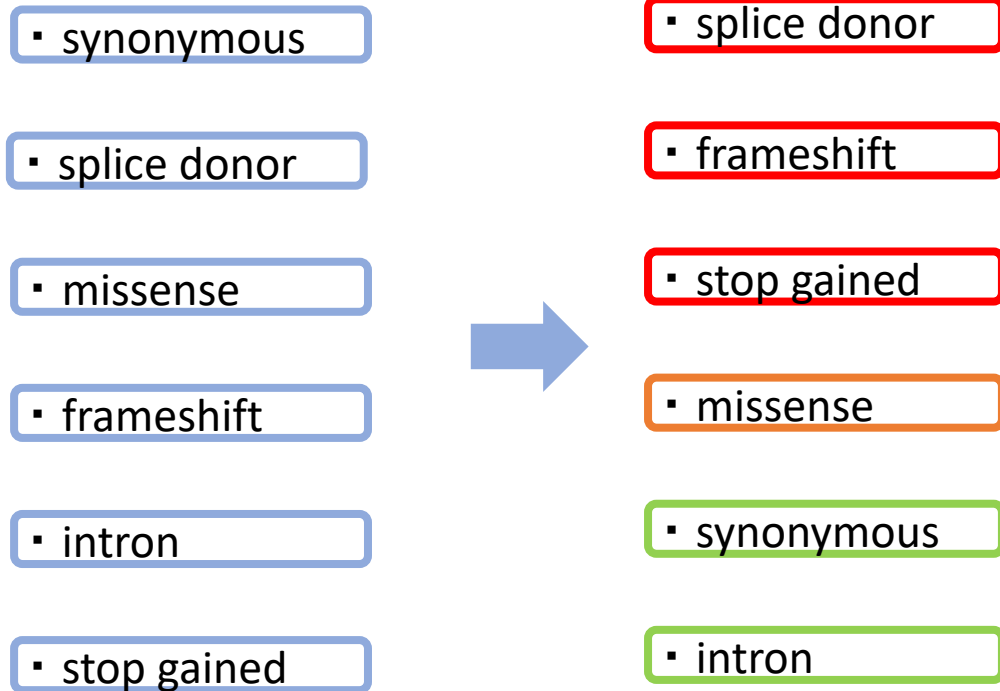 ▪ synonymous
▪ splice donor
▪ missense
▪ frameshift
▪ intron
▪ stop gained
▪ splice donor
▪ frameshift
▪ stop gained
▪ missense
▪ synonymous
▪ intron